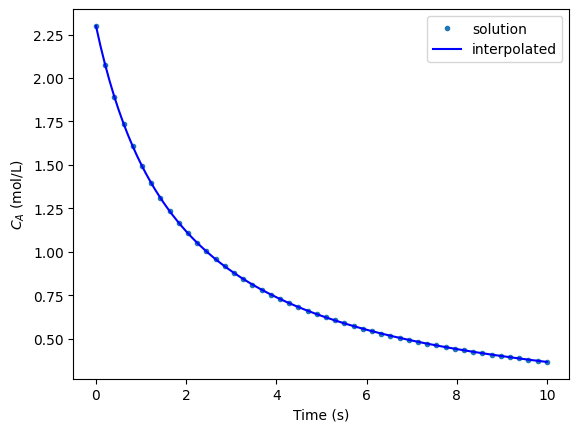 solution
interpolated
2.25
2.00
1.75
1.50
1.25
1.00
0.75
0.50
C_A (mol/L)
0 2 4 6 8 10
Time (s)